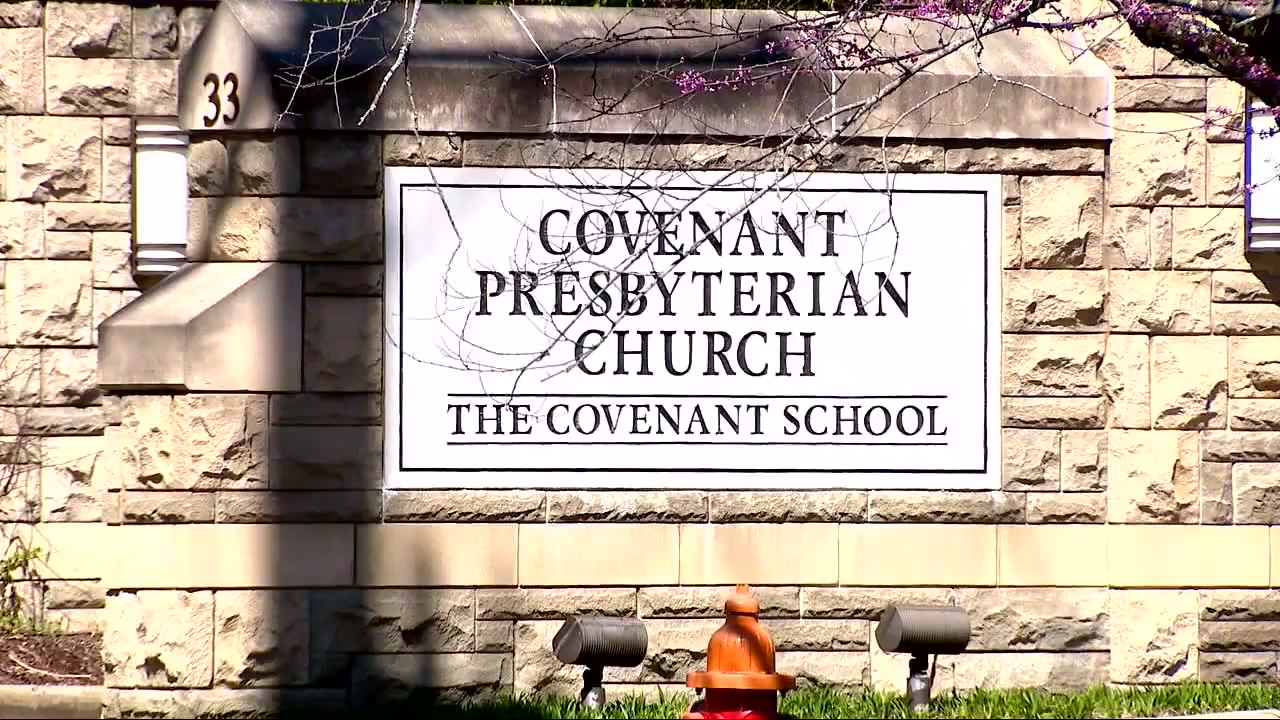 33
COVENANT
PRESBYTERIAN
CHURCH
THE COVENANT SCHOOL